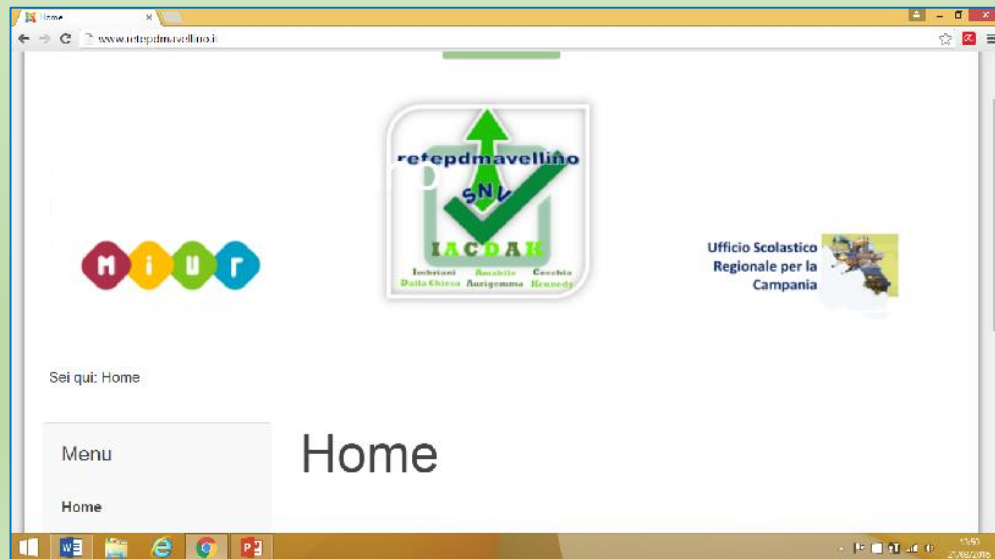 Home
www.retepdmavellino.it
retepdmavellino
SNV
IACDAK
Imbriani Amabile Cecchia
Dalla Chiesa Aurigemma Kennedy
miur
Ufficio Scolastico
Regionale per la
Campania
Sei qui: Home
Menu
Home
Home